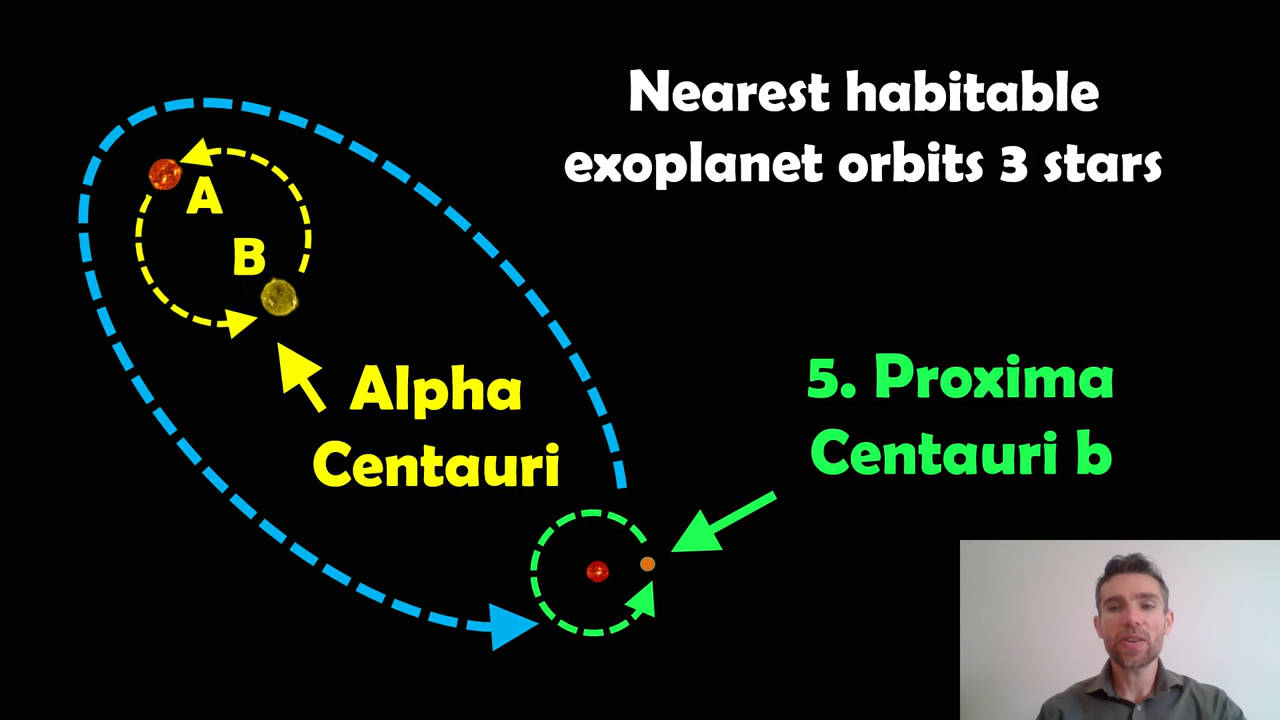 Nearest habitable
exoplanet orbits 3 stars
A
B
Alpha
Centauri
5. Proxima
Centauri b